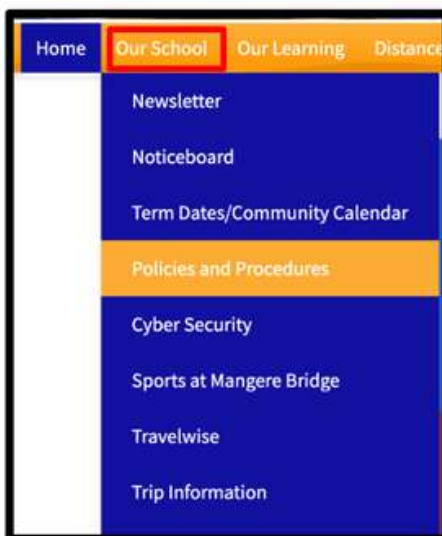 Home Our School Our Learning Distance
Newsletter
Noticeboard
Term Dates/Community Calendar
Policies and Procedures
Cyber Security
Sports at Mangere Bridge
Travelwise
Trip Information